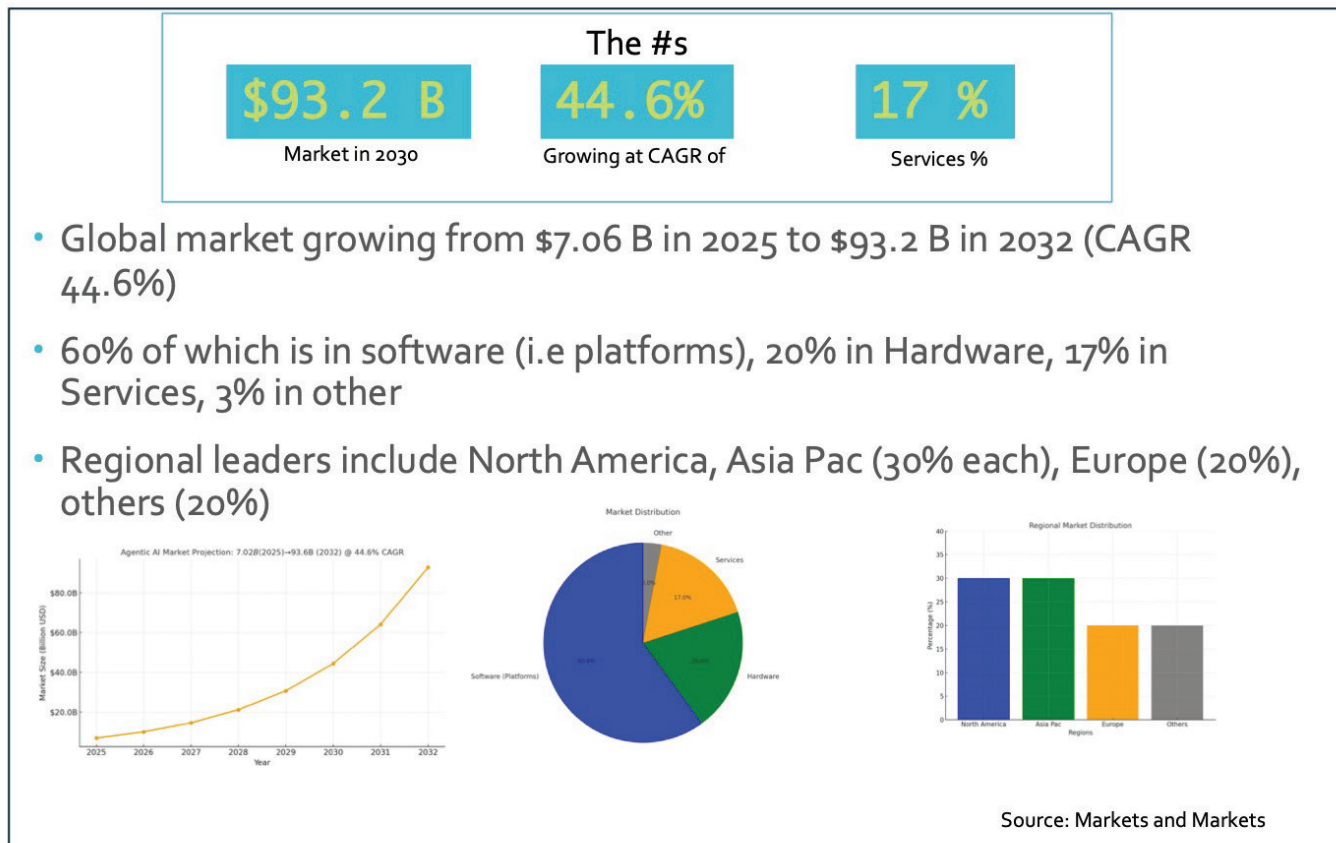 The #s
$93.2 B
44.6%
17 %
Market in 2030
Growing at CAGR of
Services %
• Global market growing from $7.06 B in 2025 to $93.2 B in 2032 (CAGR
44.6%)
• 60% of which is in software (i.e platforms), 20% in Hardware, 17% in
Services, 3% in other
• Regional leaders include North America, Asia Pac (30% each), Europe (20%),
others (20%)
Agentic AI Market Projection: 7.02B(2025)→93.6B (2032) @ 44.6% CAGR
Market Size (Billion USD)
$80.0B
$60.0B
$40.0B
$20.0B
2025
2026
2027
2028
2029
2030
2031
2032
Year
Market Distribution
Other
Services
17.0%
Hardware
Software (Platforms)
Regional Market Distribution
Percentage (%)
40
35
30
25
20
15
10
5
0
North America
Asia Pac
Europe
Others
Regions
Source: Markets and Markets